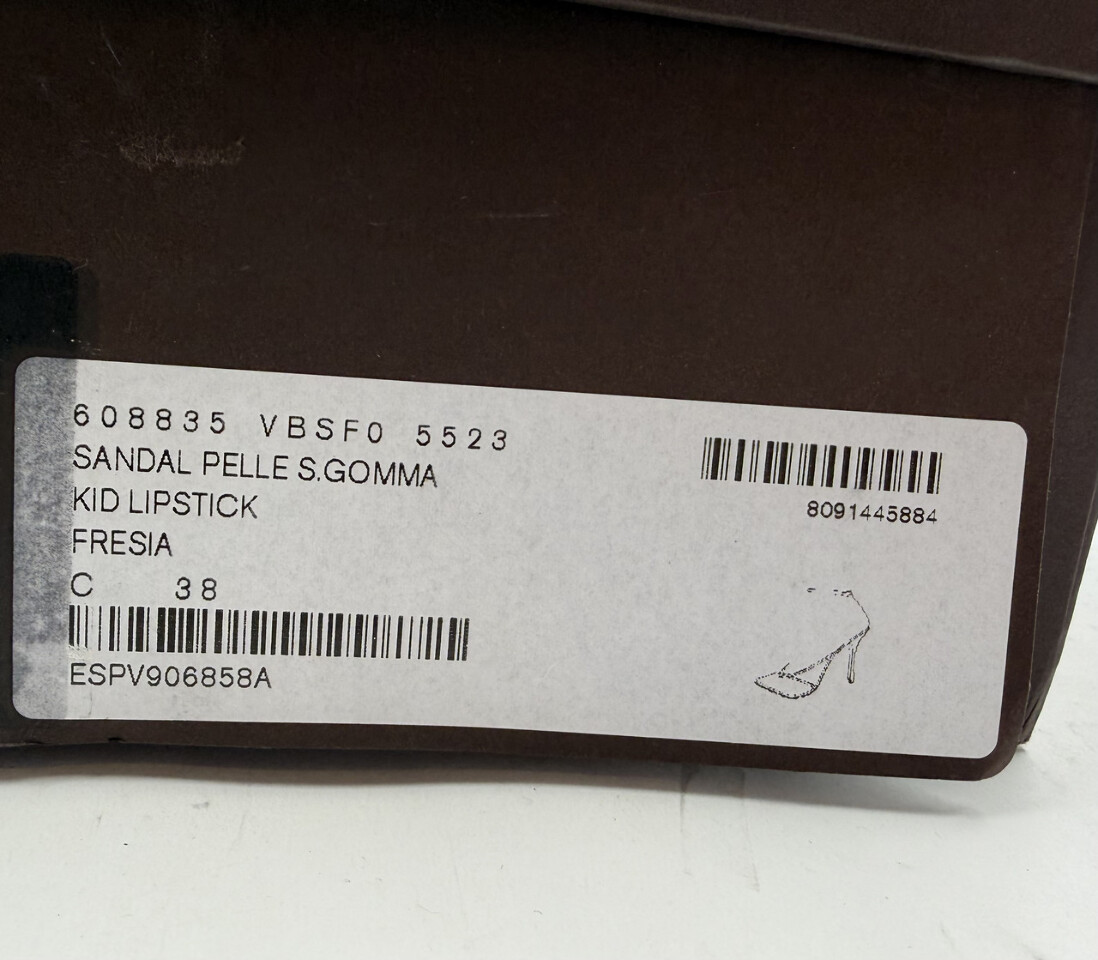 608835 VBSF0 5523
SANDAL PELLE S.GOMMA
KID LIPSTICK
FRESIA
C 38
ESPV906858A
8091445884